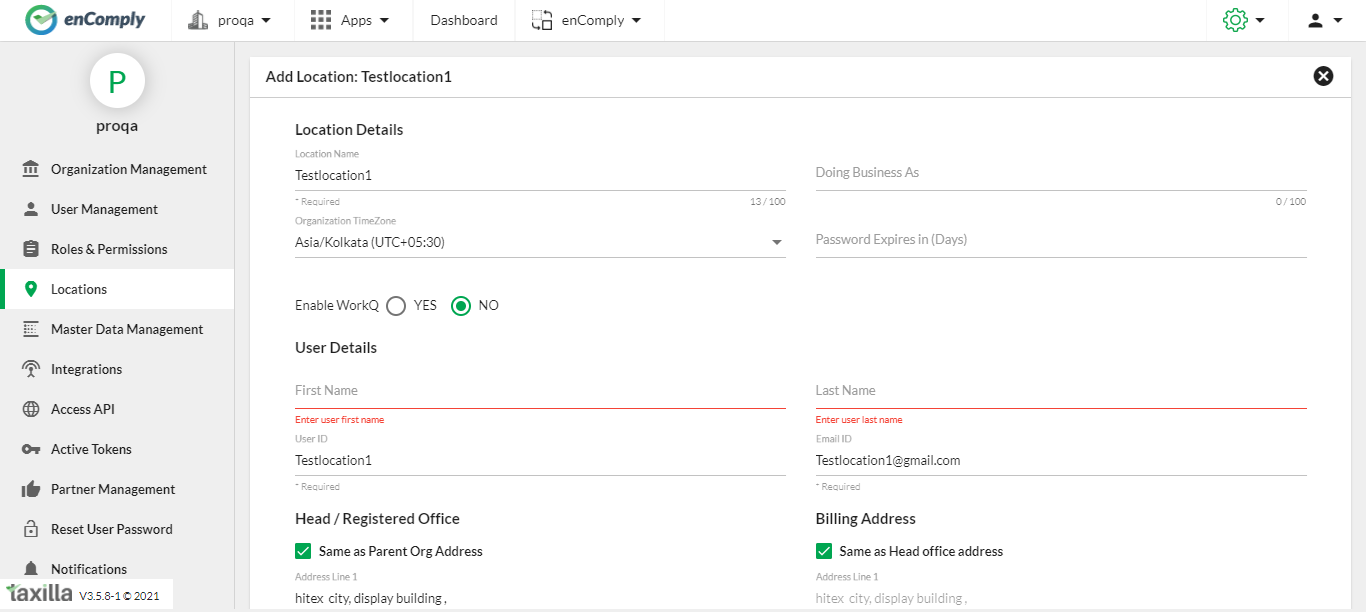 enComply
proqa
Apps
Dashboard
enComply
P
proqa
Organization Management
User Management
Roles & Permissions
Locations
Master Data Management
Integrations
Access API
Active Tokens
Partner Management
Reset User Password
Notifications
taxilla V3.5.8-1 © 2021
Add Location: Testlocation1
Location Details
Location Name
Testlocation1
Doing Business As
* Required 13 / 100
0 / 100
Organization TimeZone
Asia/Kolkata (UTC+05:30)
Password Expires in (Days)
Enable WorkQ YES NO
User Details
First Name
Last Name
Enter user first name
Enter user last name
User ID
Email ID
Testlocation1
Testlocation1@gmail.com
* Required
* Required
Head / Registered Office
Billing Address
Same as Parent Org Address
Same as Head office address
Address Line 1
Address Line 1
hitex city, display building ,
hitex city, display building ,